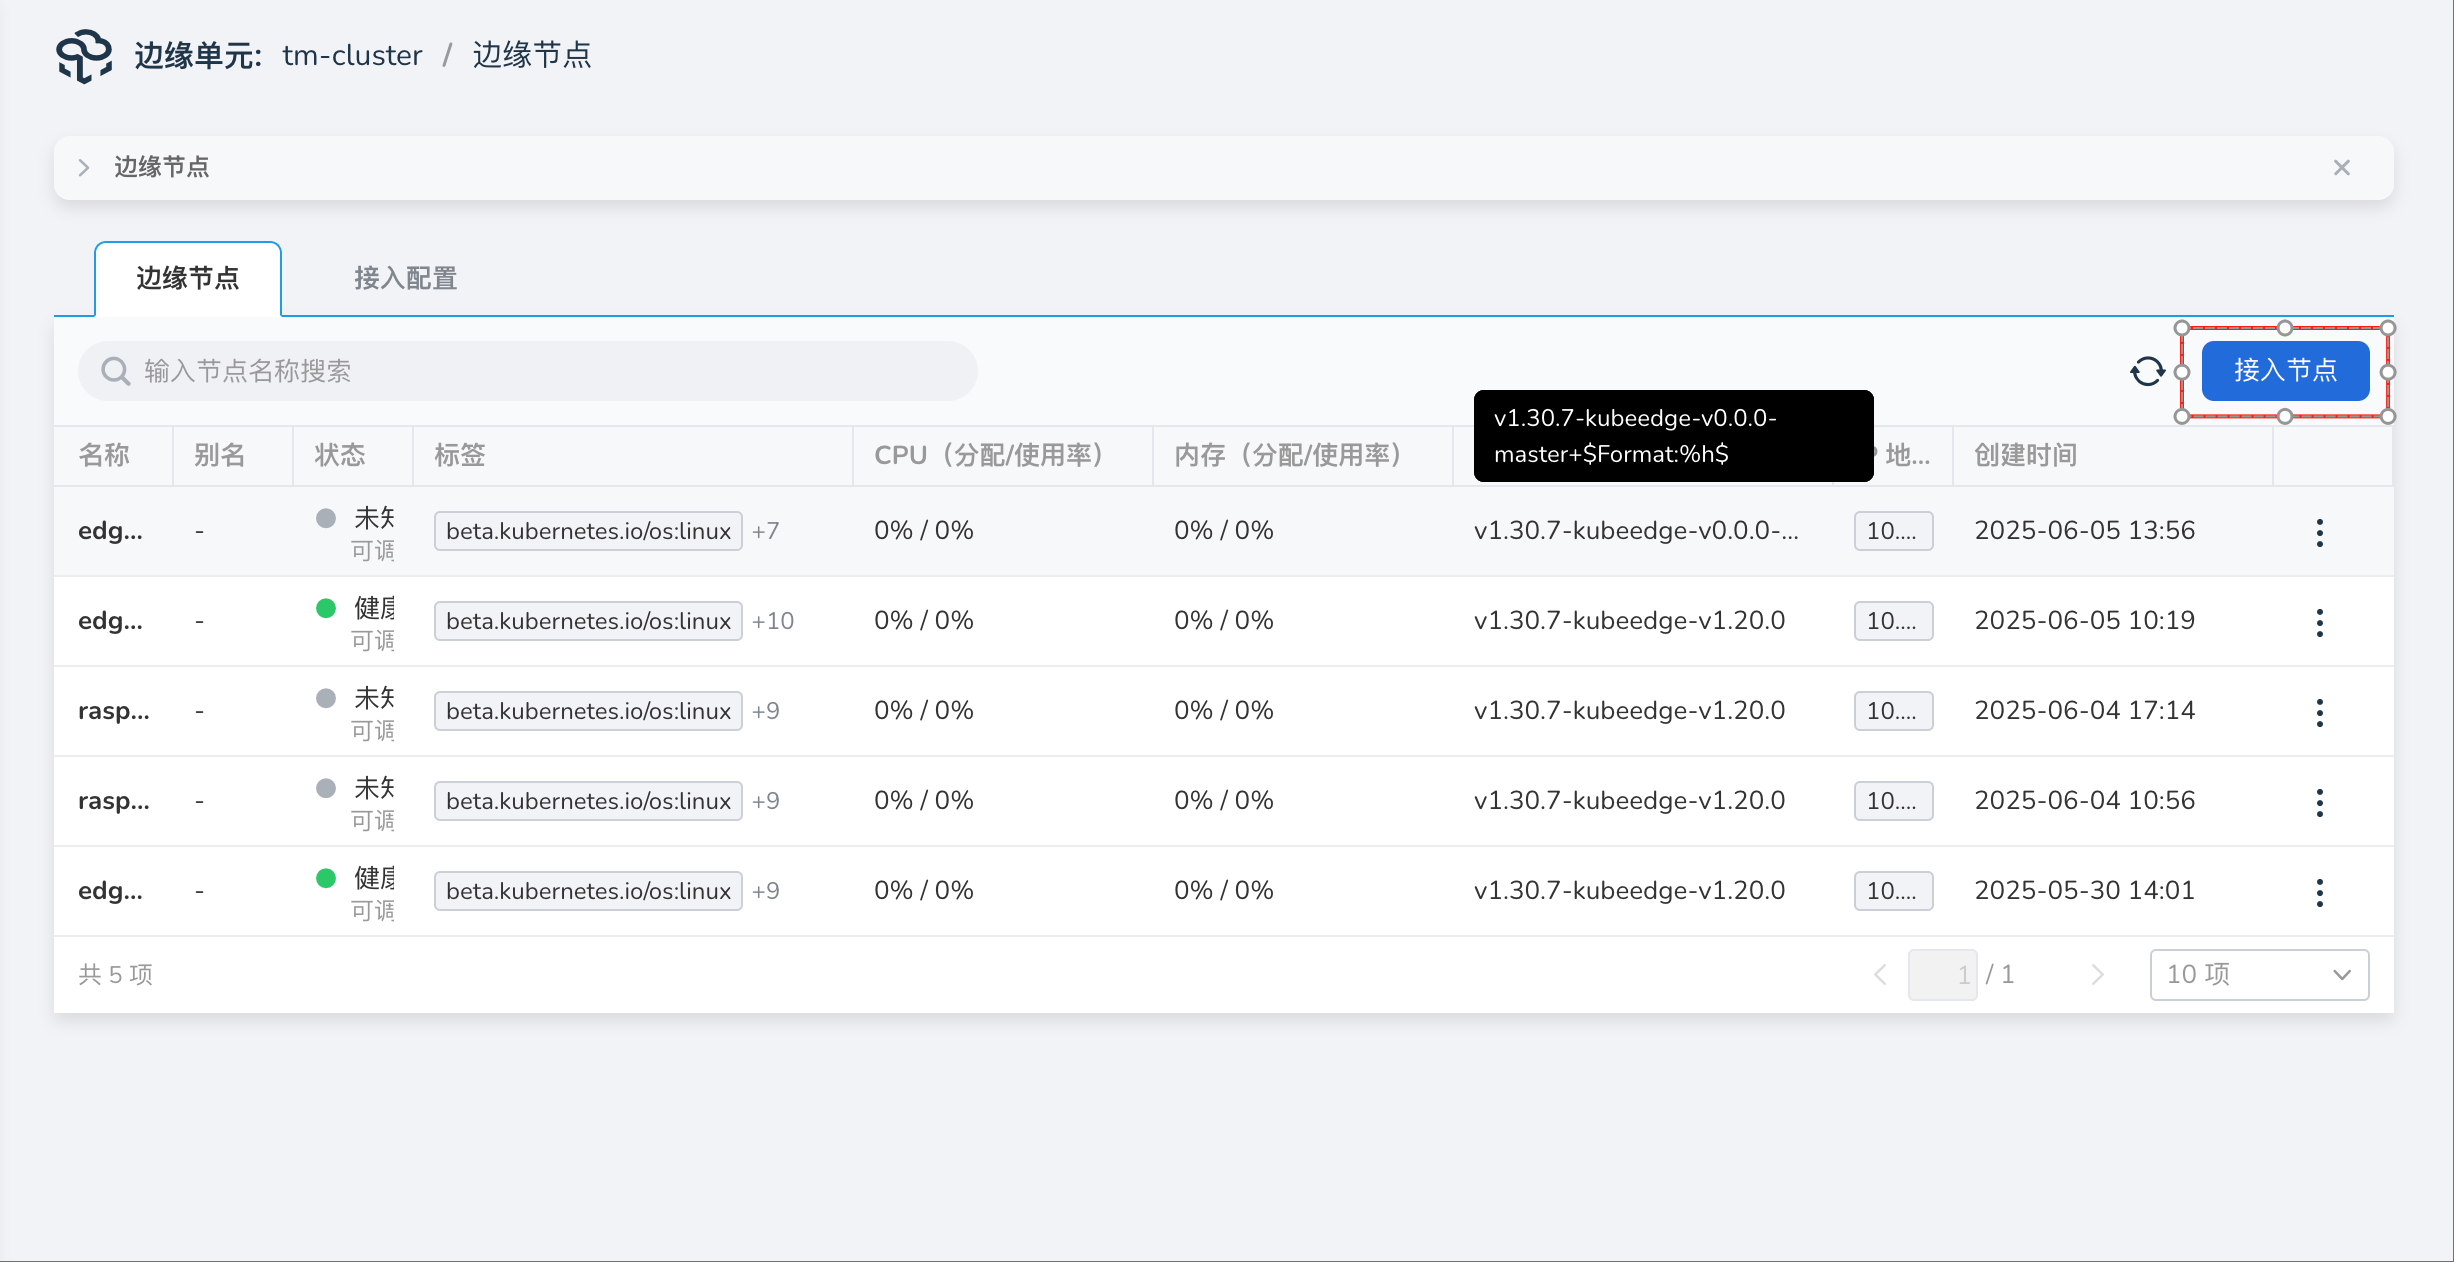 边缘单元: tm-cluster / 边缘节点
边缘节点
边缘节点 接入配置
输入节点名称搜索 接入节点
v1.30.7-kubeedge-v0.0.0-
master+$Format:%h$
名称 别名 状态 标签 CPU（分配/使用率） 内存（分配/使用率） 地... 创建时间
edg... - 未知 beta.kubernetes.io/os:linux +7 0% / 0% 0% / 0% v1.30.7-kubeedge-v0.0.0-... 10.... 2025-06-05 13:56
可调
edg... - 健康 beta.kubernetes.io/os:linux +10 0% / 0% 0% / 0% v1.30.7-kubeedge-v1.20.0 10.... 2025-06-05 10:19
可调
rasp... - 未知 beta.kubernetes.io/os:linux +9 0% / 0% 0% / 0% v1.30.7-kubeedge-v1.20.0 10.... 2025-06-04 17:14
可调
rasp... - 未知 beta.kubernetes.io/os:linux +9 0% / 0% 0% / 0% v1.30.7-kubeedge-v1.20.0 10.... 2025-06-04 10:56
可调
edg... - 健康 beta.kubernetes.io/os:linux +9 0% / 0% 0% / 0% v1.30.7-kubeedge-v1.20.0 10.... 2025-05-30 14:01
可调
共 5 项 1 / 1 10 项